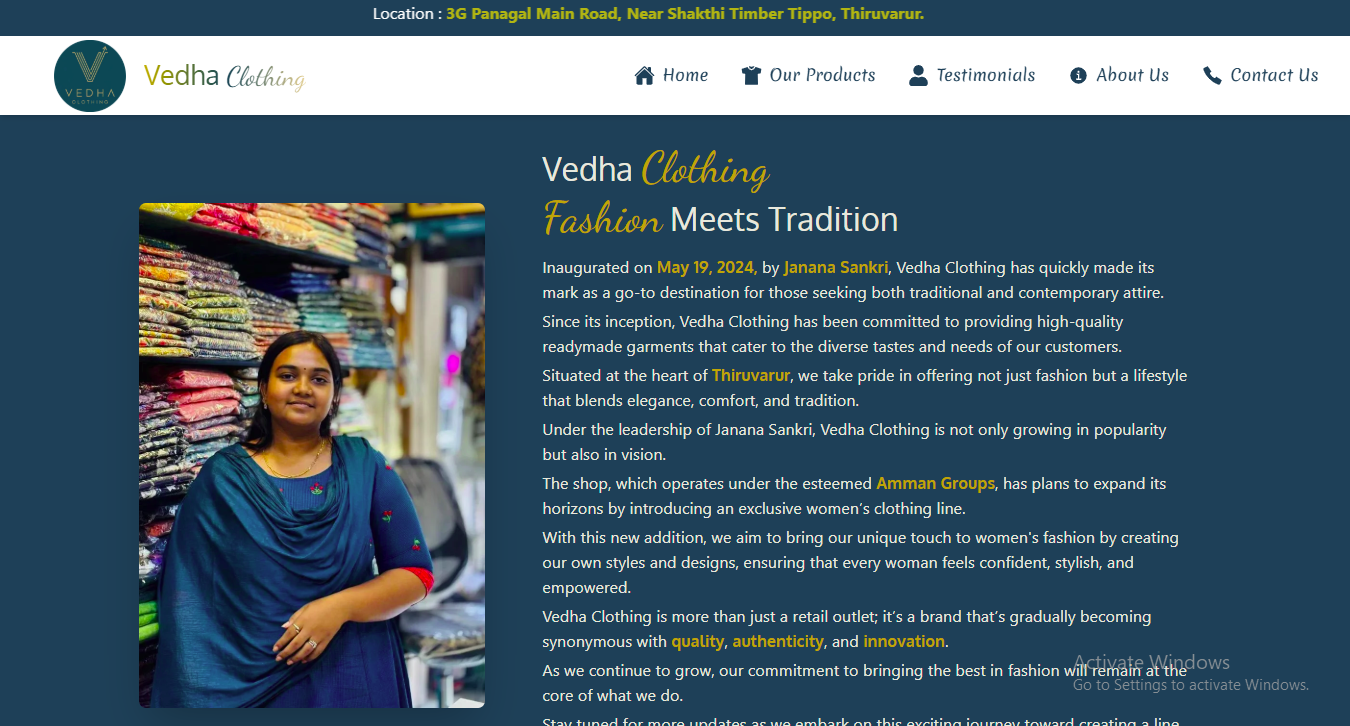 Location : 3G Panagal Main Road, Near Shakthi Timber Tippo, Thiruvarur.
VEDHA
CLOTHING
Vedha Clothing
Home
Our Products
Testimonials
About Us
Contact Us
Vedha Clothing
Fashion Meets Tradition
Inaugurated on May 19, 2024, by Janana Sankri, Vedha Clothing has quickly made its
mark as a go-to destination for those seeking both traditional and contemporary attire.
Since its inception, Vedha Clothing has been committed to providing high-quality
readymade garments that cater to the diverse tastes and needs of our customers.
Situated at the heart of Thiruvarur, we take pride in offering not just fashion but a lifestyle
that blends elegance, comfort, and tradition.
Under the leadership of Janana Sankri, Vedha Clothing is not only growing in popularity
but also in vision.
The shop, which operates under the esteemed Amman Groups, has plans to expand its
horizons by introducing an exclusive women’s clothing line.
With this new addition, we aim to bring our unique touch to women's fashion by creating
our own styles and designs, ensuring that every woman feels confident, stylish, and
empowered.
Vedha Clothing is more than just a retail outlet; it’s a brand that’s gradually becoming
synonymous with quality, authenticity, and innovation.
As we continue to grow, our commitment to bringing the best in fashion will remain at the
core of what we do.
Stay tuned for more updates as we embark on this exciting journey toward creating a line
Activate Windows
Go to Settings to activate Windows.